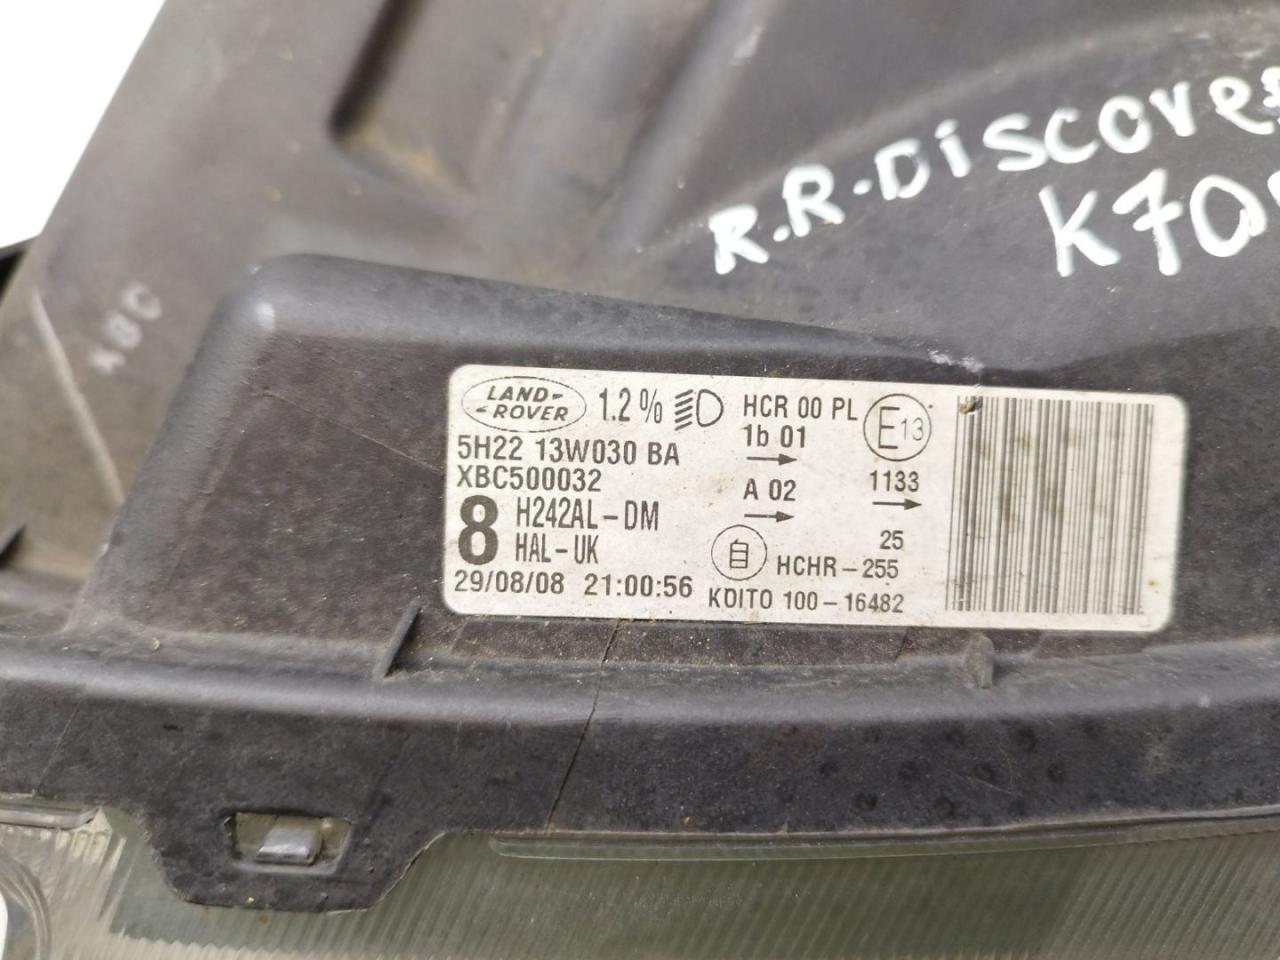 R.R-DiSCOVE
K70
XBC
LAND-
-ROVER
1.2%
HCR 00 PL
E13
5H22 13W030 BA
1b 01
XBC500032
A 02
1133
8
H242AL-DM
HAL-UK
25
HCHR-255
29/08/08 21:00:56
KOITO 100-16482